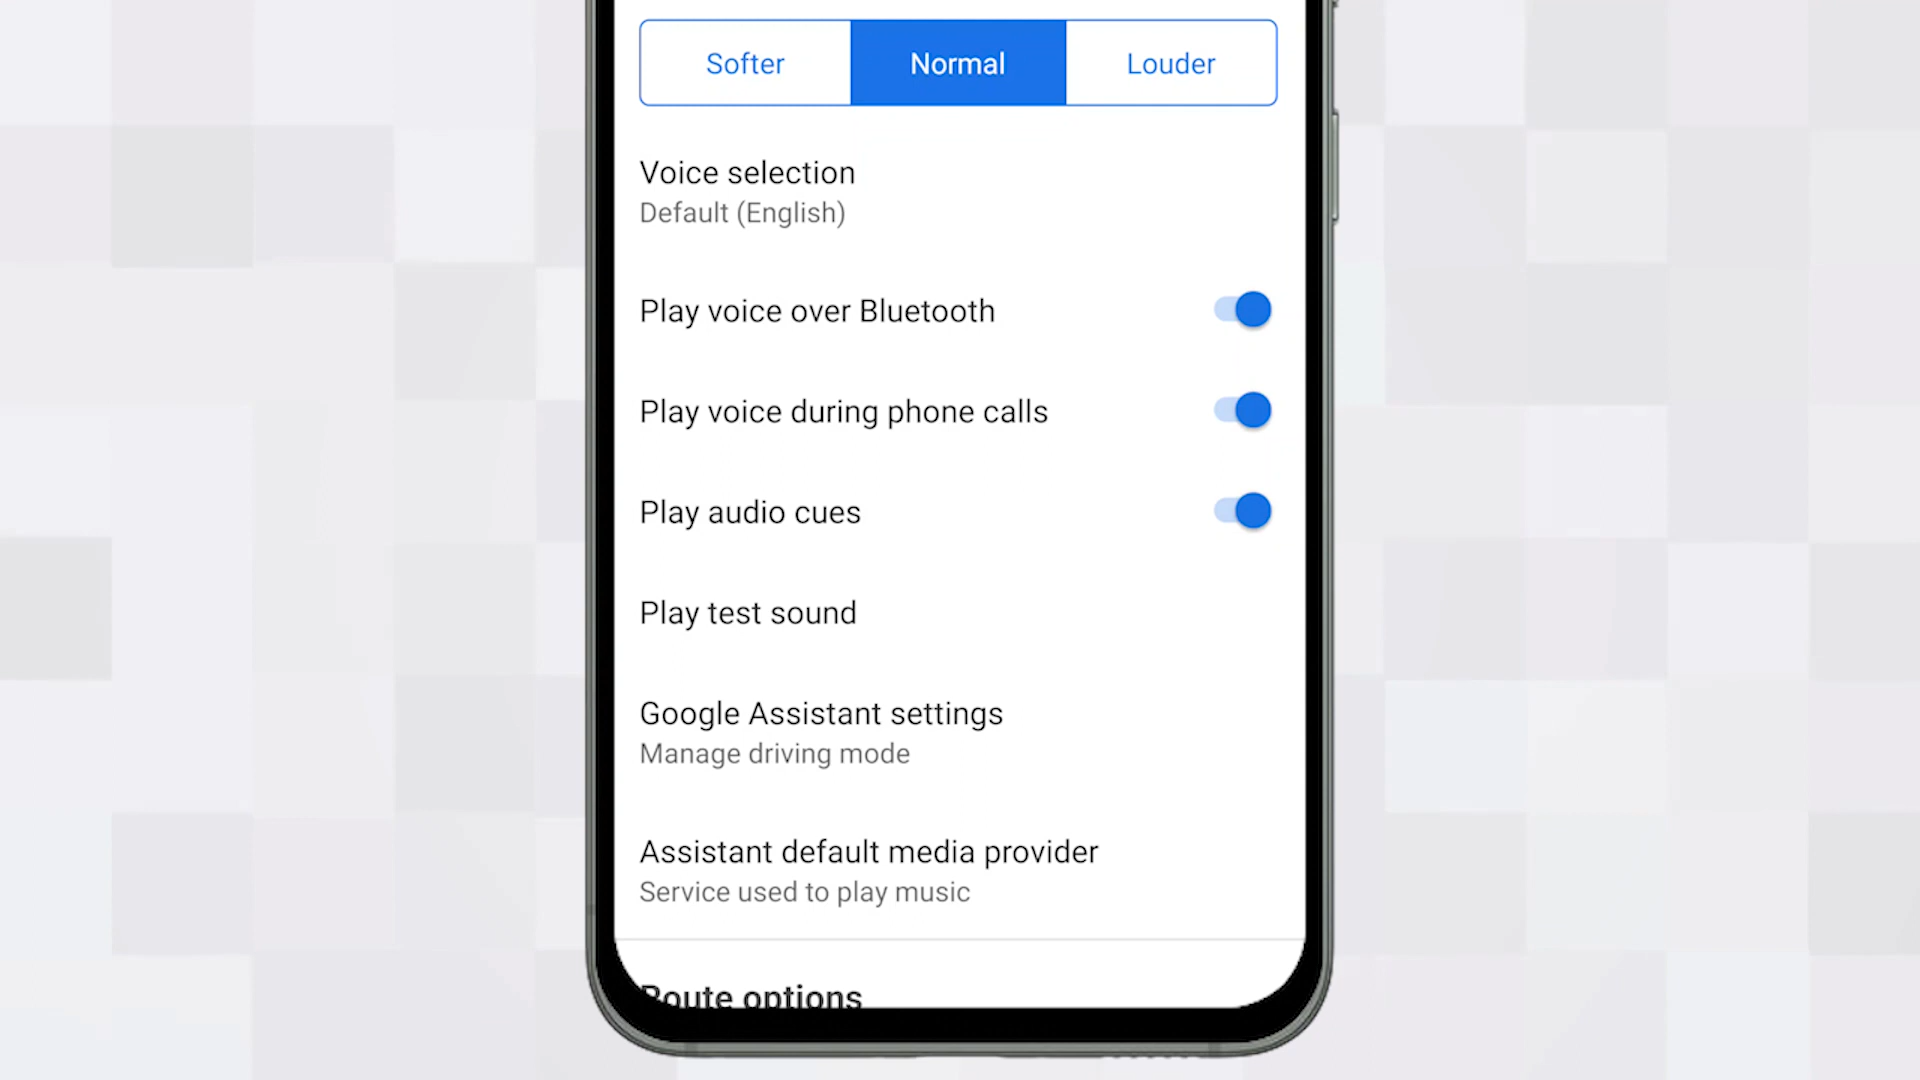 Softer Normal Louder
Voice selection
Default (English)
Play voice over Bluetooth
Play voice during phone calls
Play audio cues
Play test sound
Google Assistant settings
Manage driving mode
Assistant default media provider
Service used to play music
Route options